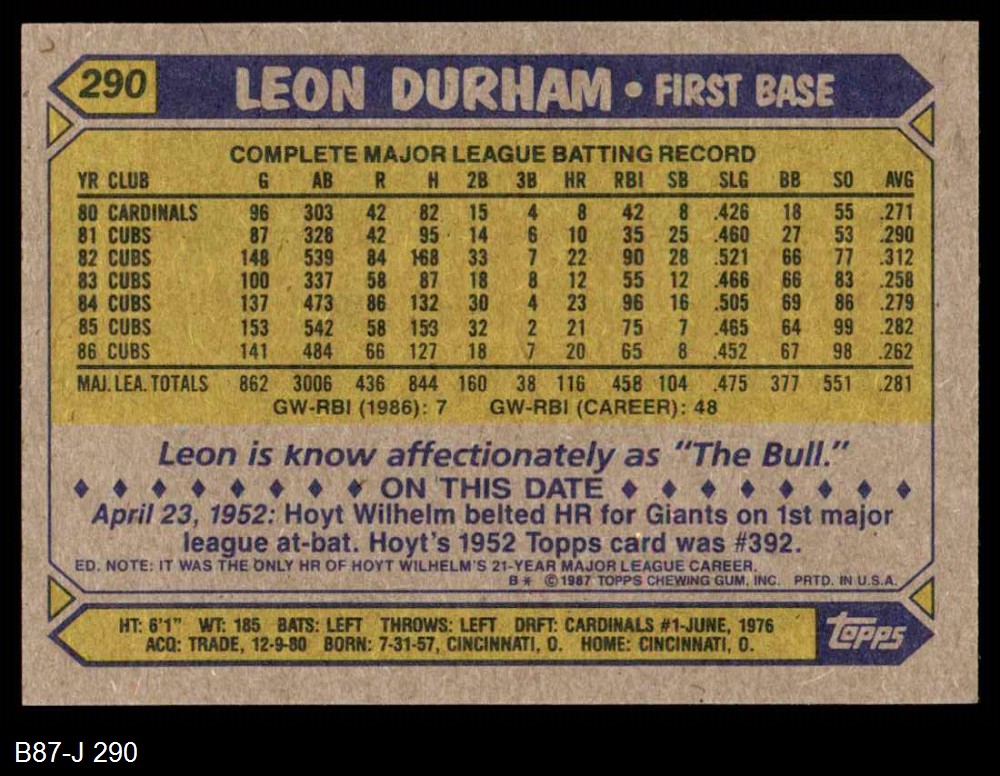 290 LEON DURHAM • FIRST BASE
COMPLETE MAJOR LEAGUE BATTING RECORD
YR CLUB G AB R H 2B 3B HR RBI SB SLG BB SO AVG
80 CARDINALS 96 303 42 82 15 4 8 42 8 .426 18 55 .271
81 CUBS 87 328 42 95 14 6 10 35 25 .460 27 53 .290
82 CUBS 148 539 84 168 33 7 22 90 28 .521 66 77 .312
83 CUBS 100 337 58 87 18 8 12 55 12 .466 66 83 .258
84 CUBS 137 473 86 132 30 4 23 96 16 .505 69 86 .279
85 CUBS 153 542 58 153 32 2 21 75 7 .465 64 99 .282
86 CUBS 141 484 66 127 18 7 20 65 8 .452 67 98 .262
MAJ. LEA. TOTALS 862 3006 436 844 160 38 116 458 104 .475 377 551 .281
GW-RBI (1986): 7 GW-RBI (CAREER): 48
Leon is know affectionately as "The Bull."
ON THIS DATE
April 23, 1952: Hoyt Wilhelm belted HR for Giants on 1st major
league at-bat. Hoyt's 1952 Topps card was #392.
ED. NOTE: IT WAS THE ONLY HR OF HOYT WILHELM'S 21-YEAR MAJOR LEAGUE CAREER.
B* ©1987 TOPPS CHEWING GUM, INC. PRTD. IN U.S.A.
HT: 6'1" WT: 185 BATS: LEFT THROWS: LEFT DRFT: CARDINALS #1-JUNE, 1976
ACQ: TRADE, 12-9-80 BORN: 7-31-57, CINCINNATI, O. HOME: CINCINNATI, O.
topps
B87-J 290